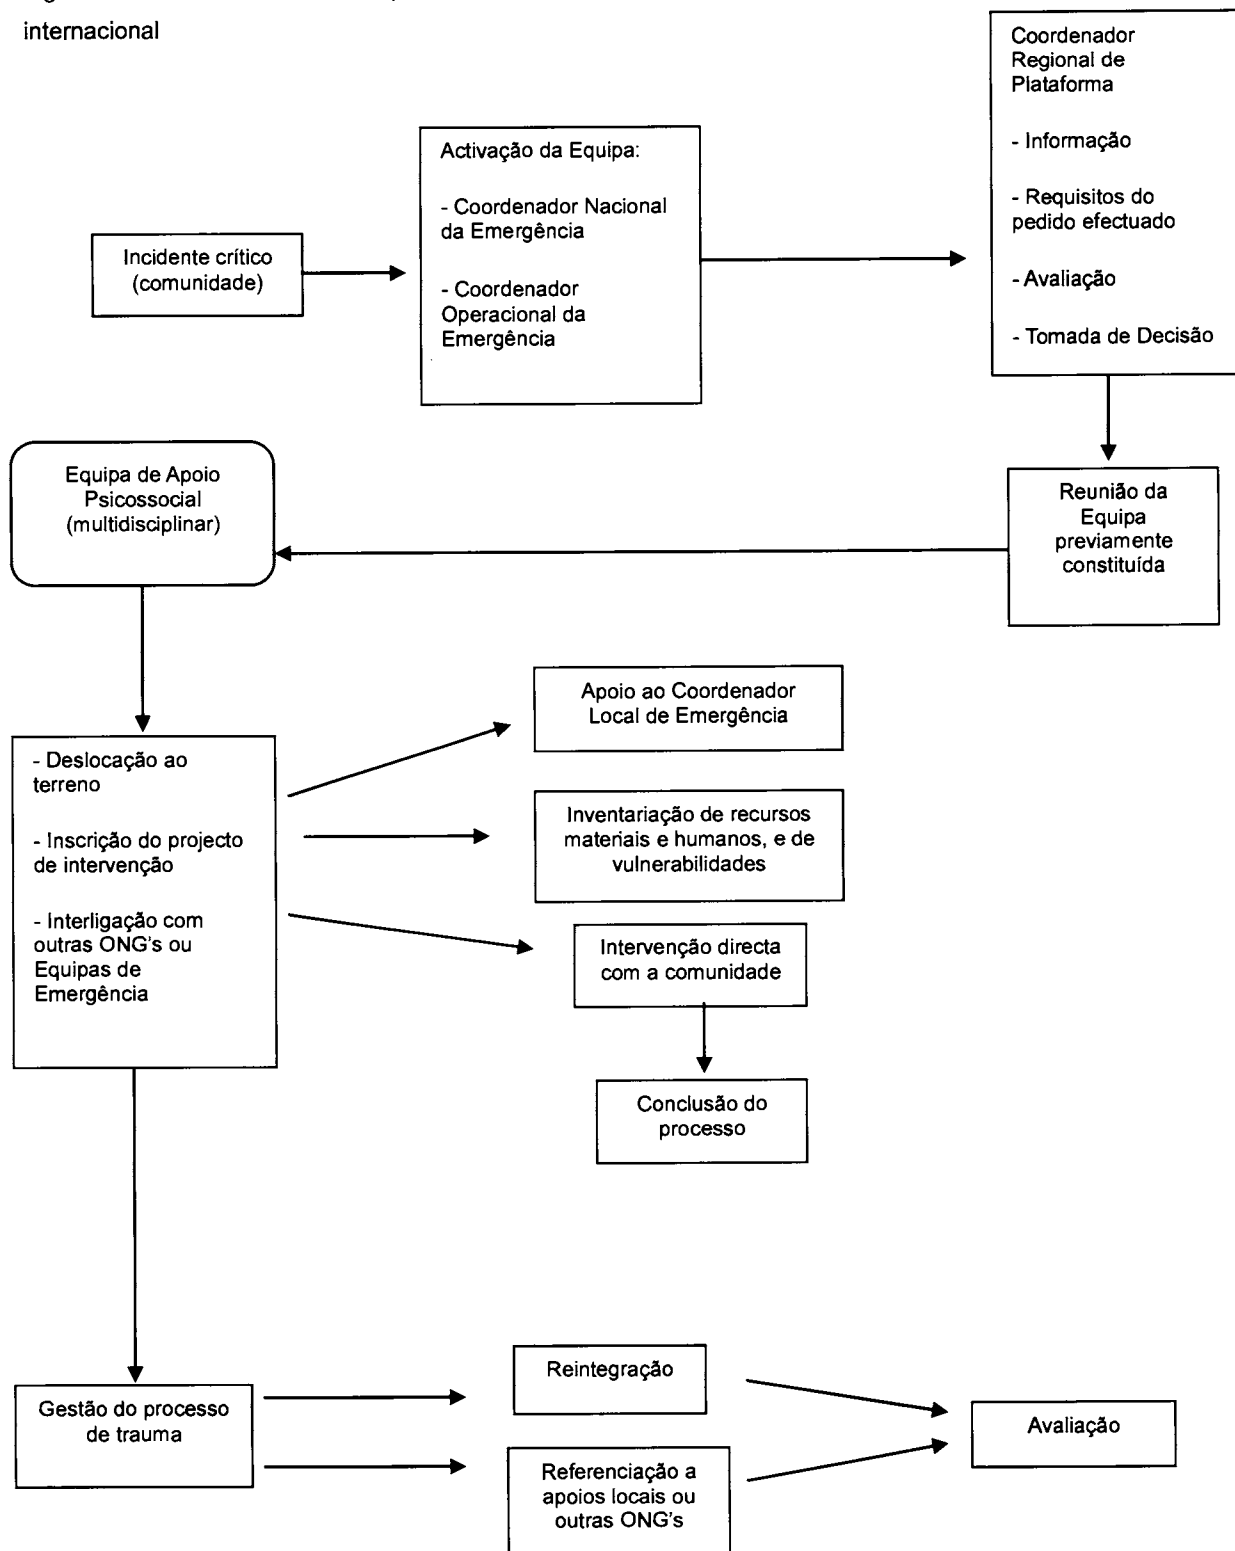 internacional
Coordenador
Regional de
Plataforma
- Informação
- Requisitos do
pedido efectuado
- Avaliação
- Tomada de Decisão
Activação da Equipa:
- Coordenador Nacional
da Emergência
- Coordenador
Operacional da
Emergência
Incidente crítico
(comunidade)
Equipa de Apoio
Psicossocial
(multidisciplinar)
Reunião da
Equipa
previamente
constituída
Apoio ao Coordenador
Local de Emergência
- Deslocação ao
terreno
- Inscrição do projecto
de intervenção
- Interligação com
outras ONG's ou
Equipas de
Emergência
Inventariação de recursos
materiais e humanos, e de
vulnerabilidades
Intervenção directa
com a comunidade
Conclusão do
processo
Gestão do processo
de trauma
Reintegração
Referenciação a
apoios locais ou
outras ONG's
Avaliação